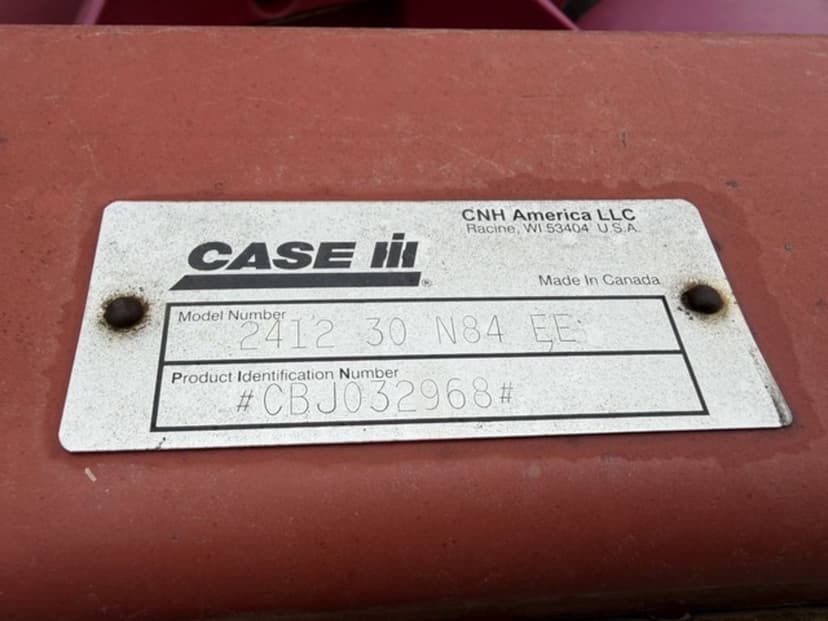 CNH America LLC
Racine, WI 53404 U.S.A.
CASE IH®
Made In Canada
Model Number
2412 30 N84 EE
Product Identification Number
#CBJ032968#